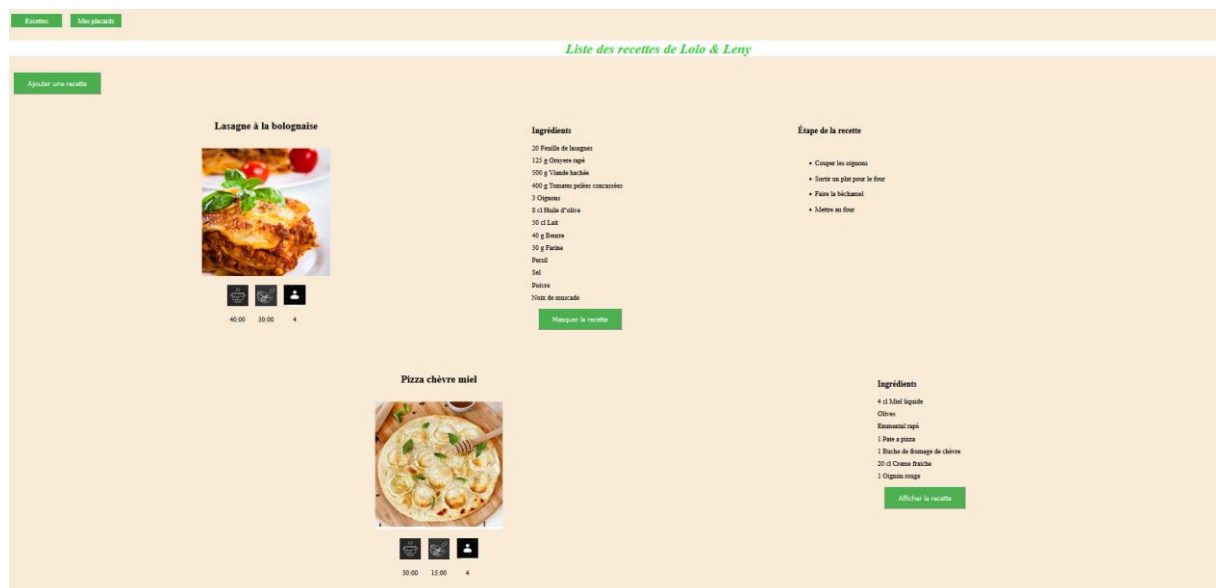 Recettes
Mes placards
Liste des recettes de Lolo & Leny
Ajouter une recette
Lasagne à la bolognaise
40:00 30:00 4
Ingrédients
20 Feuille de lasagnes
125 g Gruyere rapé
500 g Viande hachée
400 g Tomates pelées concassées
3 Oignons
8 cl Huile d''olive
50 cl Lait
40 g Beurre
30 g Farine
Persil
Sel
Poivre
Noix de muscade
Masquer la recette
Étape de la recette
• Couper les oignons
• Sortir un plat pour le four
• Faire la béchamel
• Mettre au four
Pizza chèvre miel
30:00 15:00 4
Ingrédients
4 cl Miel liquide
Olives
Emmental rapé
1 Pate a pizza
1 Buche de fromage de chèvre
20 cl Creme fraiche
1 Oignon rouge
Afficher la recette